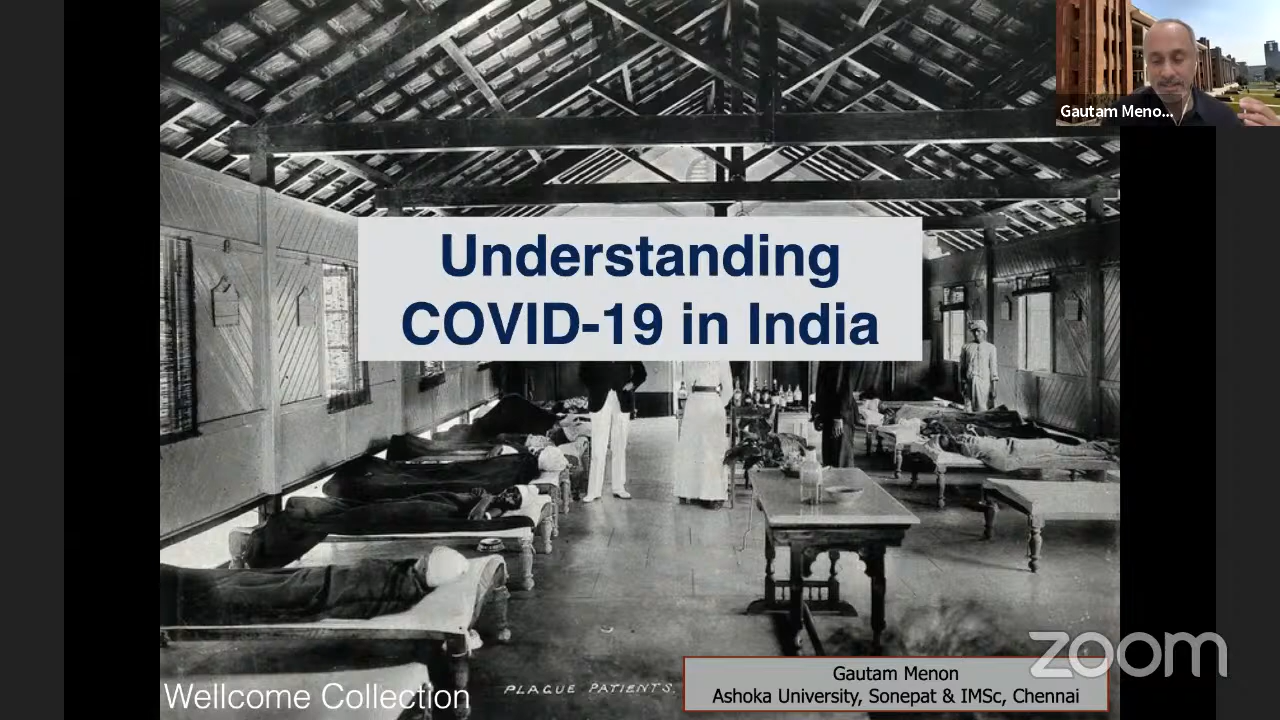 Gautam Meno...
Understanding
COVID-19 in India
zoom
Gautam Menon
Ashoka University, Sonepat & IMSc, Chennai
Wellcome Collection
PLAGUE PATIENTS.